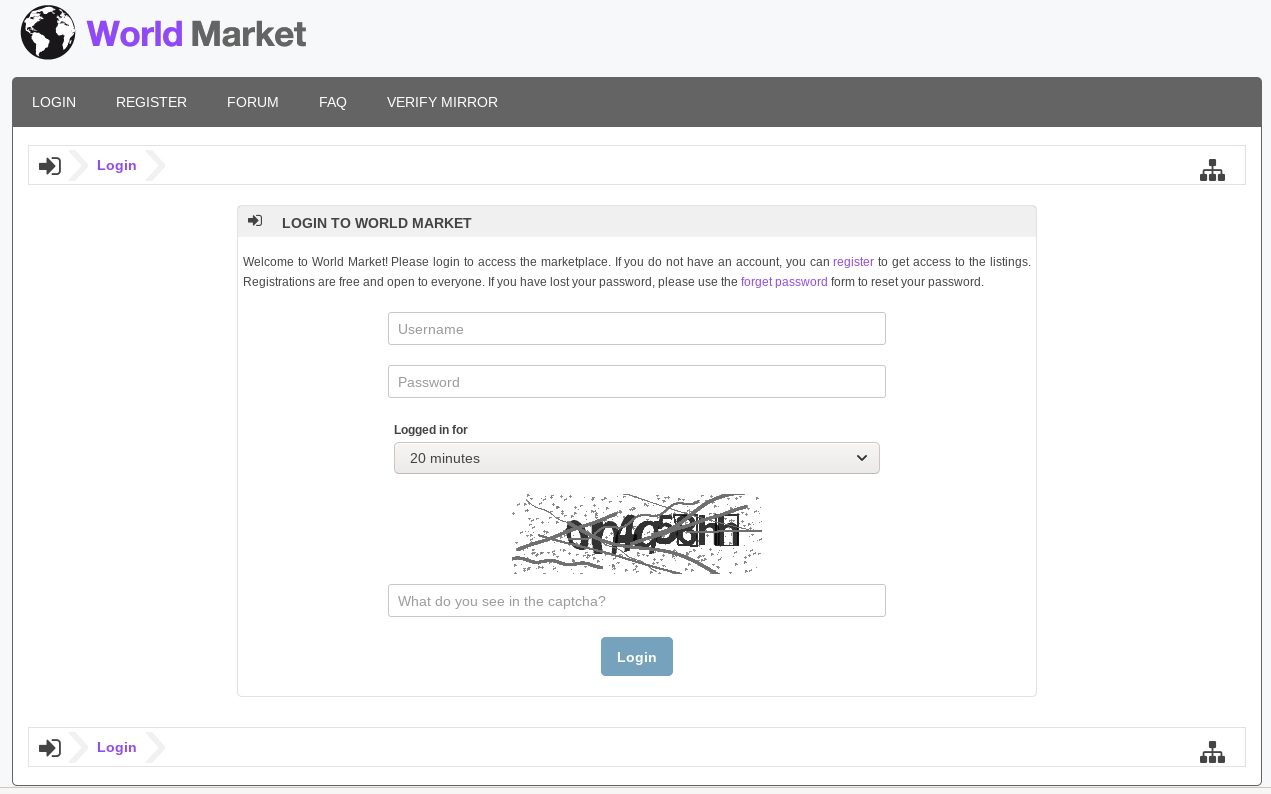 World Market
LOGIN REGISTER FORUM FAQ VERIFY MIRROR
Login
LOGIN TO WORLD MARKET
Welcome to World Market! Please login to access the marketplace. If you do not have an account, you can register to get access to the listings.
Registrations are free and open to everyone. If you have lost your password, please use the forget password form to reset your password.
Username
Password
Logged in for
20 minutes
What do you see in the captcha?
Login
Login